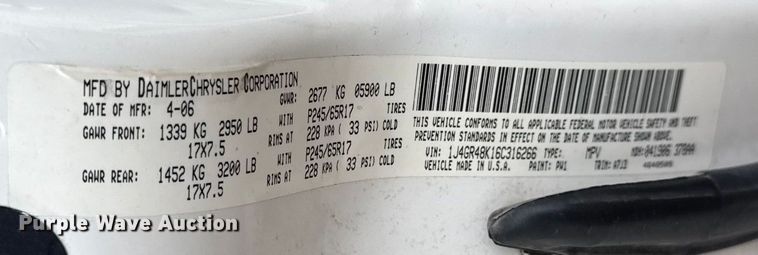 MFD BY DAIMLERCHRYSLER CORPORATION
DATE OF MFR: 4-06 GVWR: 2677 KG 05900 LB
GAWR FRONT: 1339 KG 2950 LB WITH P245/65R17 TIRES
17X7.5 RIMS AT 228 KPA ( 33 PSI) COLD
GAWR REAR: 1452 KG 3200 LB WITH P245/65R17 TIRES
17X7.5 RIMS AT 228 KPA ( 33 PSI) COLD
THIS VEHICLE CONFORMS TO ALL APPLICABLE FEDERAL MOTOR VEHICLE SAFETY AND THEFT
PREVENTION STANDARDS IN EFFECT ON THE DATE OF MANUFACTURE SHOWN ABOVE.
VIN: 1J4GR48K16C316266 TYPE: MPV MDH: 041906
VEHICLE MADE IN U.S.A. PAINT: PW1 TRIM:
Purple Wave Auction